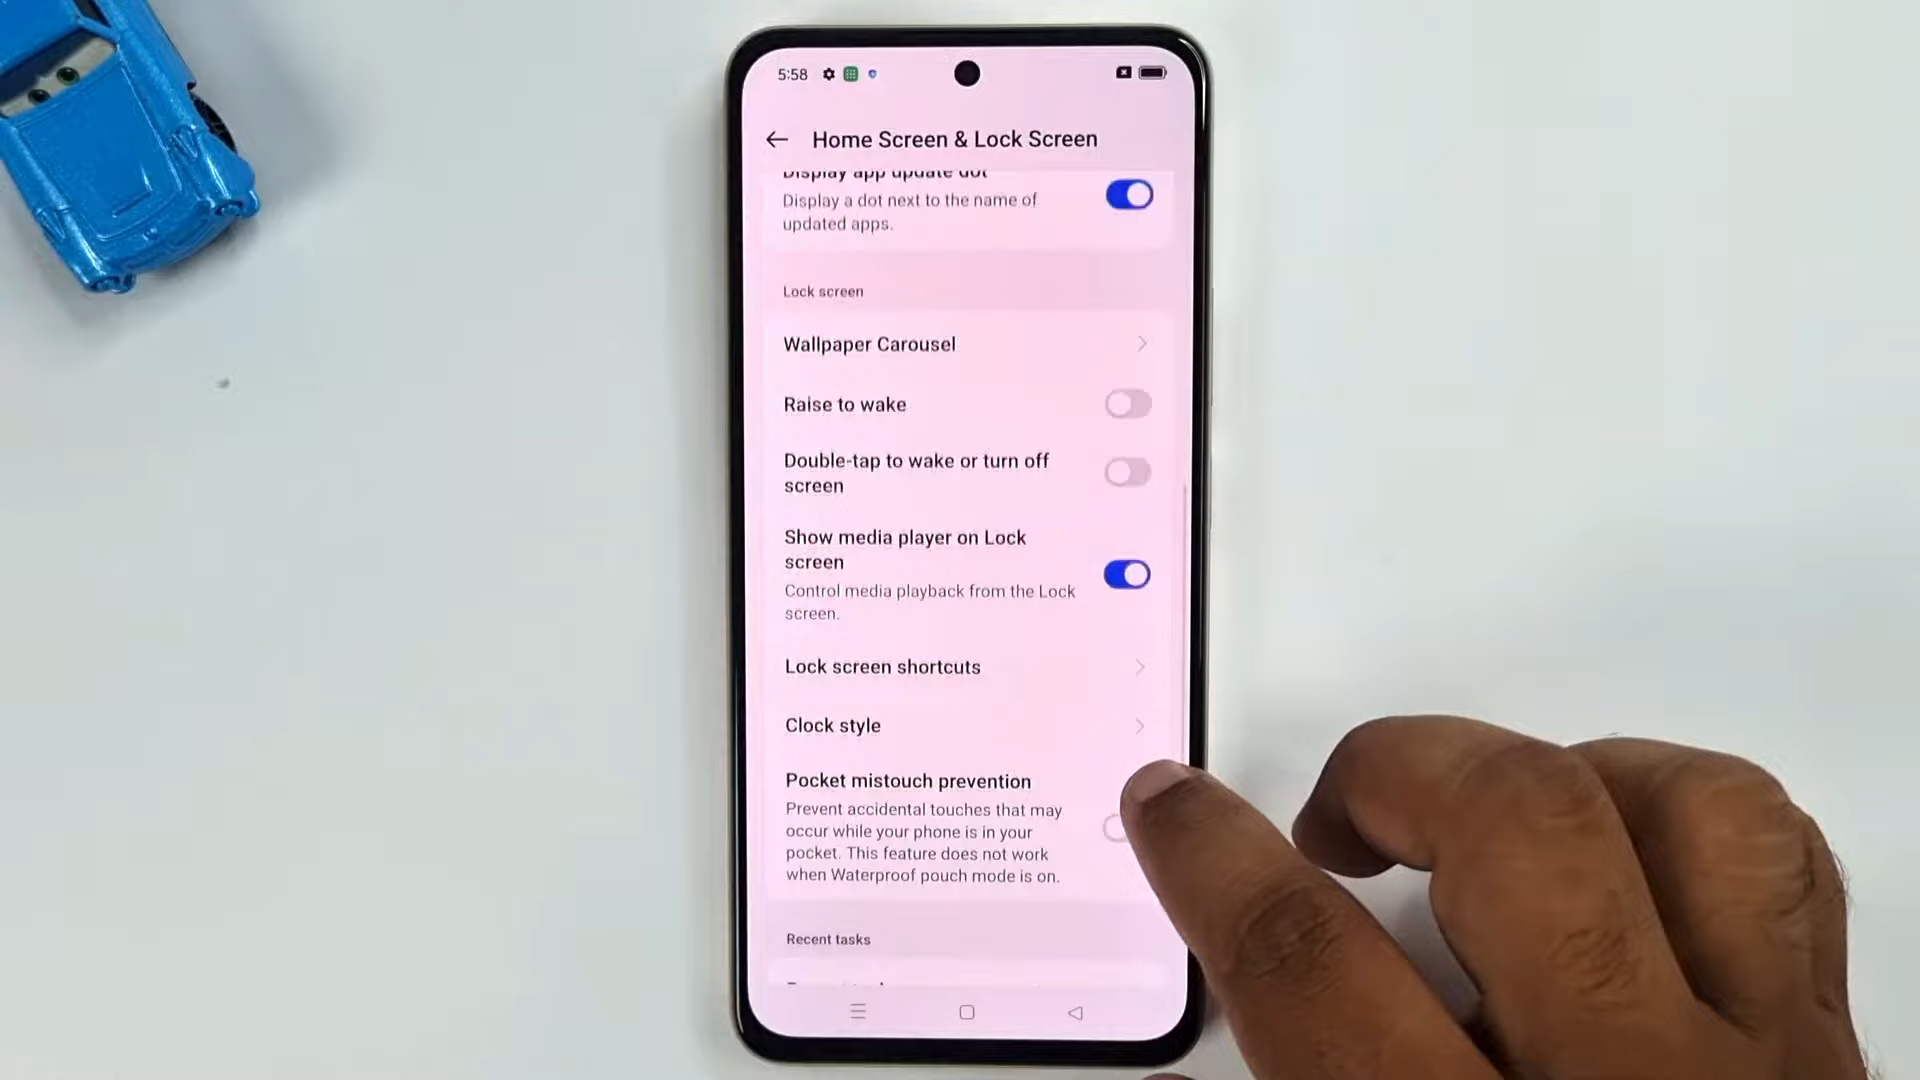 5:58
Home Screen & Lock Screen
Display app update dot
Display a dot next to the name of
updated apps.
Lock screen
Wallpaper Carousel
Raise to wake
Double-tap to wake or turn off
screen
Show media player on Lock
screen
Control media playback from the Lock
screen.
Lock screen shortcuts
Clock style
Pocket mistouch prevention
Prevent accidental touches that may
occur while your phone is in your
pocket. This feature does not work
when Waterproof pouch mode is on.
Recent tasks